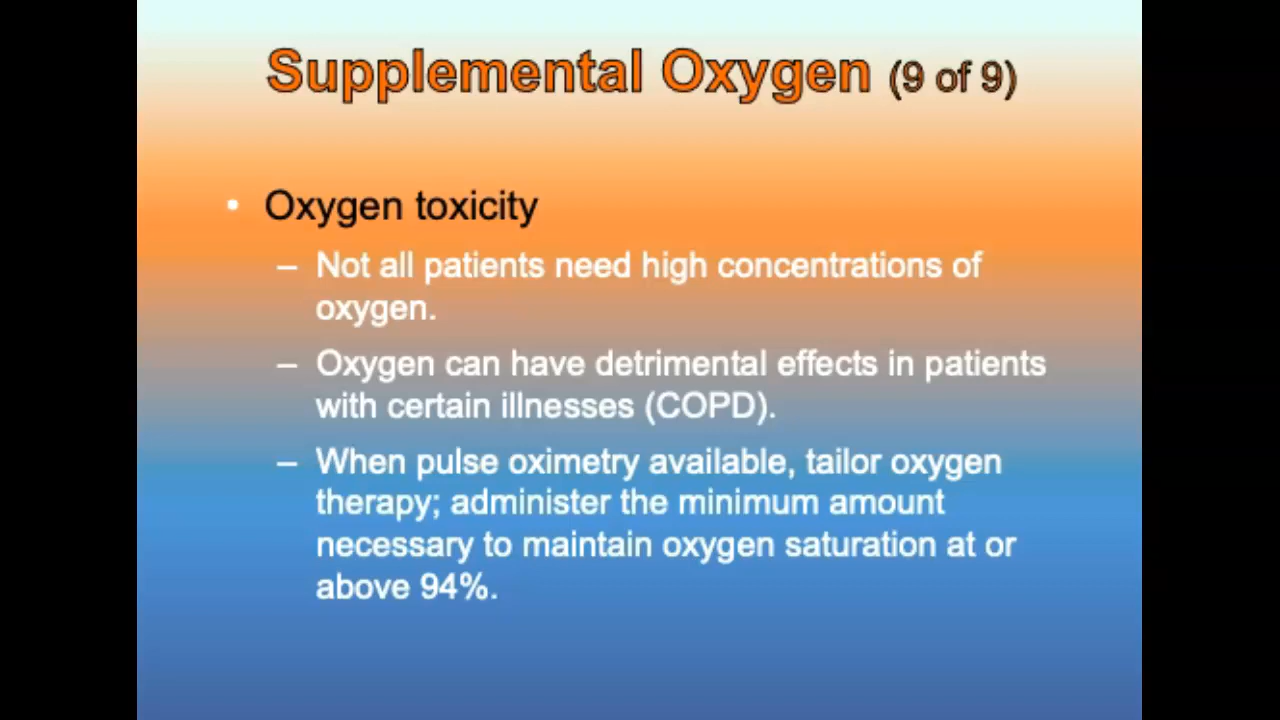 Supplemental Oxygen (9 of 9)
• Oxygen toxicity
– Not all patients need high concentrations of
oxygen.
– Oxygen can have detrimental effects in patients
with certain illnesses (COPD).
– When pulse oximetry available, tailor oxygen
therapy; administer the minimum amount
necessary to maintain oxygen saturation at or
above 94%.